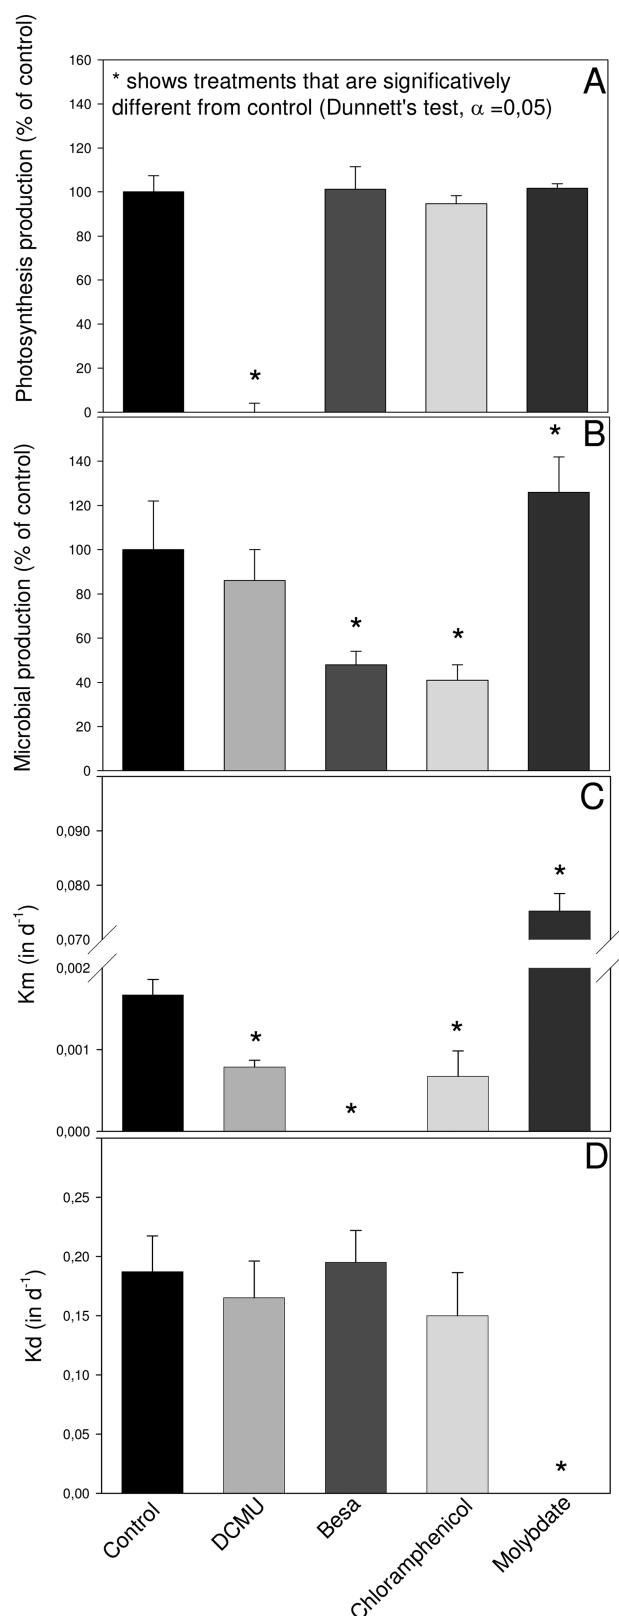 Photosynthesis production (% of control)
160
140
120
100
80
60
40
20
0
* shows treatments that are significatively
different from control (Dunnett's test, α =0,05)
A
*
Microbial production (% of control)
140
120
100
80
60
40
20
0
B
*
*
*
Km (in d-1)
0,090
0,080
0,070
0,002
0,001
0,000
C
*
*
*
*
Kd (in d-1)
0,25
0,20
0,15
0,10
0,05
0,00
D
*
Control
DCMU
Besa
Chloramphenicol
Molybdate